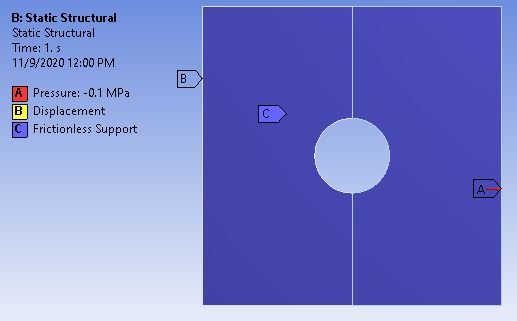 B: Static Structural
Static Structural
Time: 1. s
11/9/2020 12:00 PM
A Pressure: -0.1 MPa
B Displacement
C Frictionless Support
B
C
A